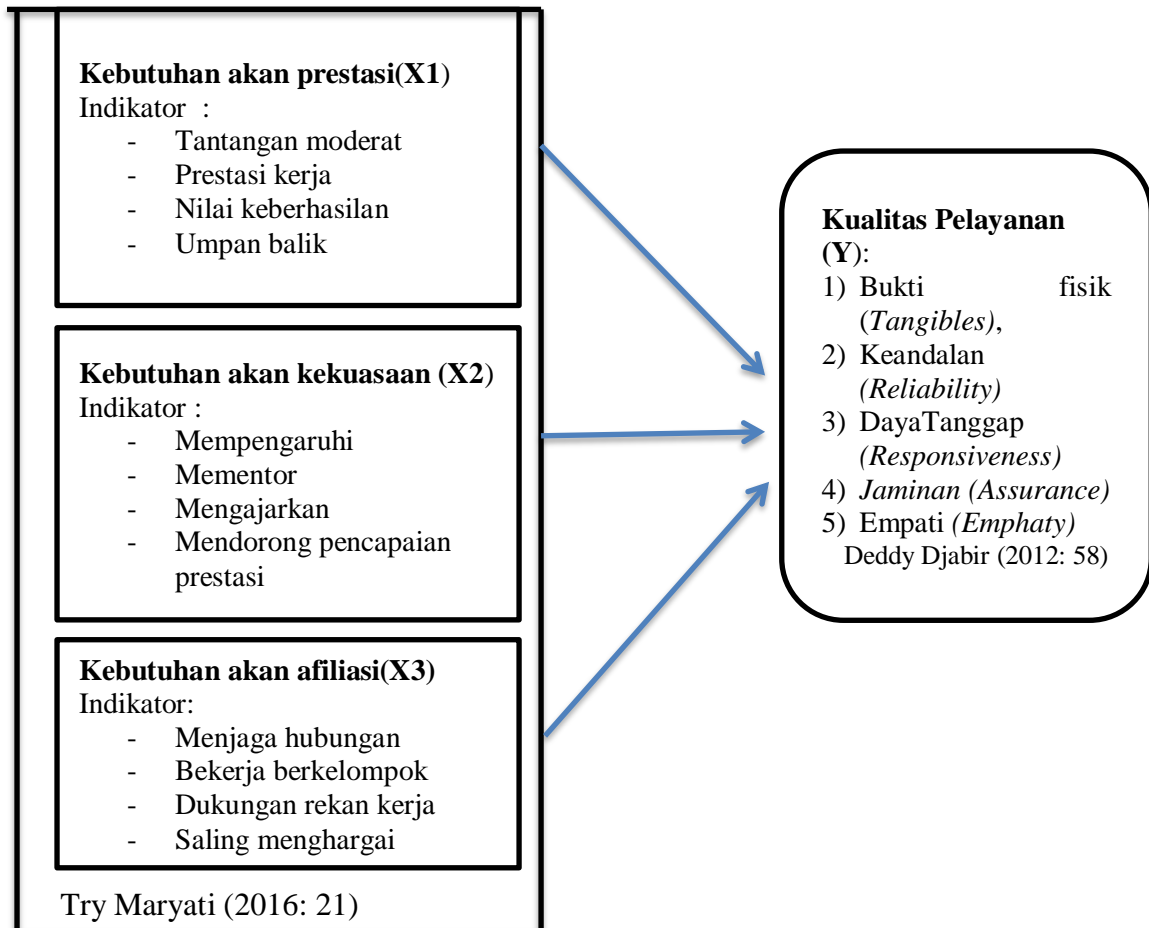 Kebutuhan akan prestasi(X1)
Indikator :
- Tantangan moderat
- Prestasi kerja
- Nilai keberhasilan
- Umpan balik
Kebutuhan akan kekuasaan (X2)
Indikator :
- Mempengaruhi
- Mementor
- Mengajarkan
- Mendorong pencapaian
prestasi
Kebutuhan akan afiliasi(X3)
Indikator:
- Menjaga hubungan
- Bekerja berkelompok
- Dukungan rekan kerja
- Saling menghargai
Try Maryati (2016: 21)
Kualitas Pelayanan
(Y):
1) Bukti fisik
(Tangibles),
2) Keandalan
(Reliability)
3) DayaTanggap
(Responsiveness)
4) Jaminan (Assurance)
5) Empati (Emphaty)
Deddy Djabir (2012: 58)